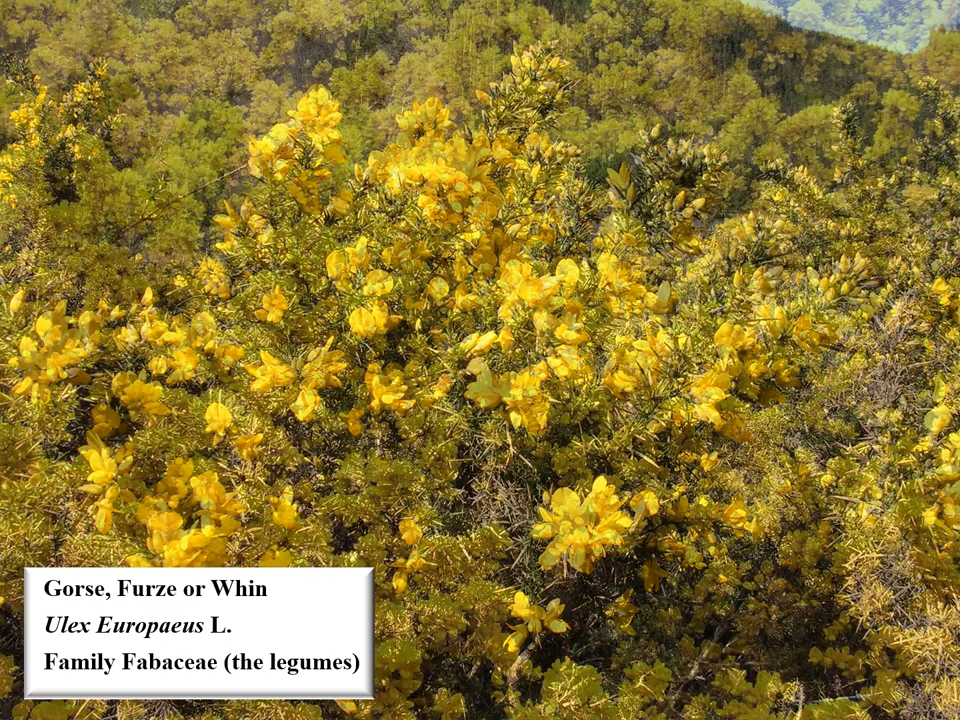 Gorse, Furze or Whin
Ulex Europaeus L.
Family Fabaceae (the legumes)